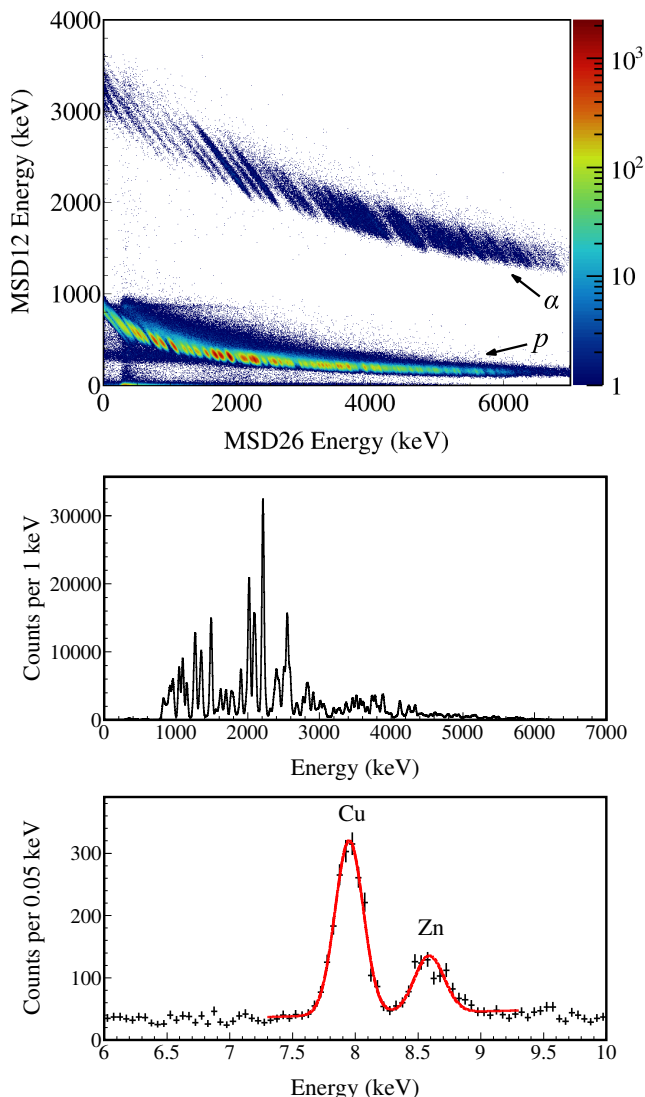 MSD12 Energy (keV)
4000
3000
2000
1000
0
α
p
10³
10²
10
1
0 2000 4000 6000
MSD26 Energy (keV)
Counts per 1 keV
30000
20000
10000
0
0 1000 2000 3000 4000 5000 6000 7000
Energy (keV)
Counts per 0.05 keV
Cu
Zn
300
200
100
0
6 6.5 7 7.5 8 8.5 9 9.5 10
Energy (keV)